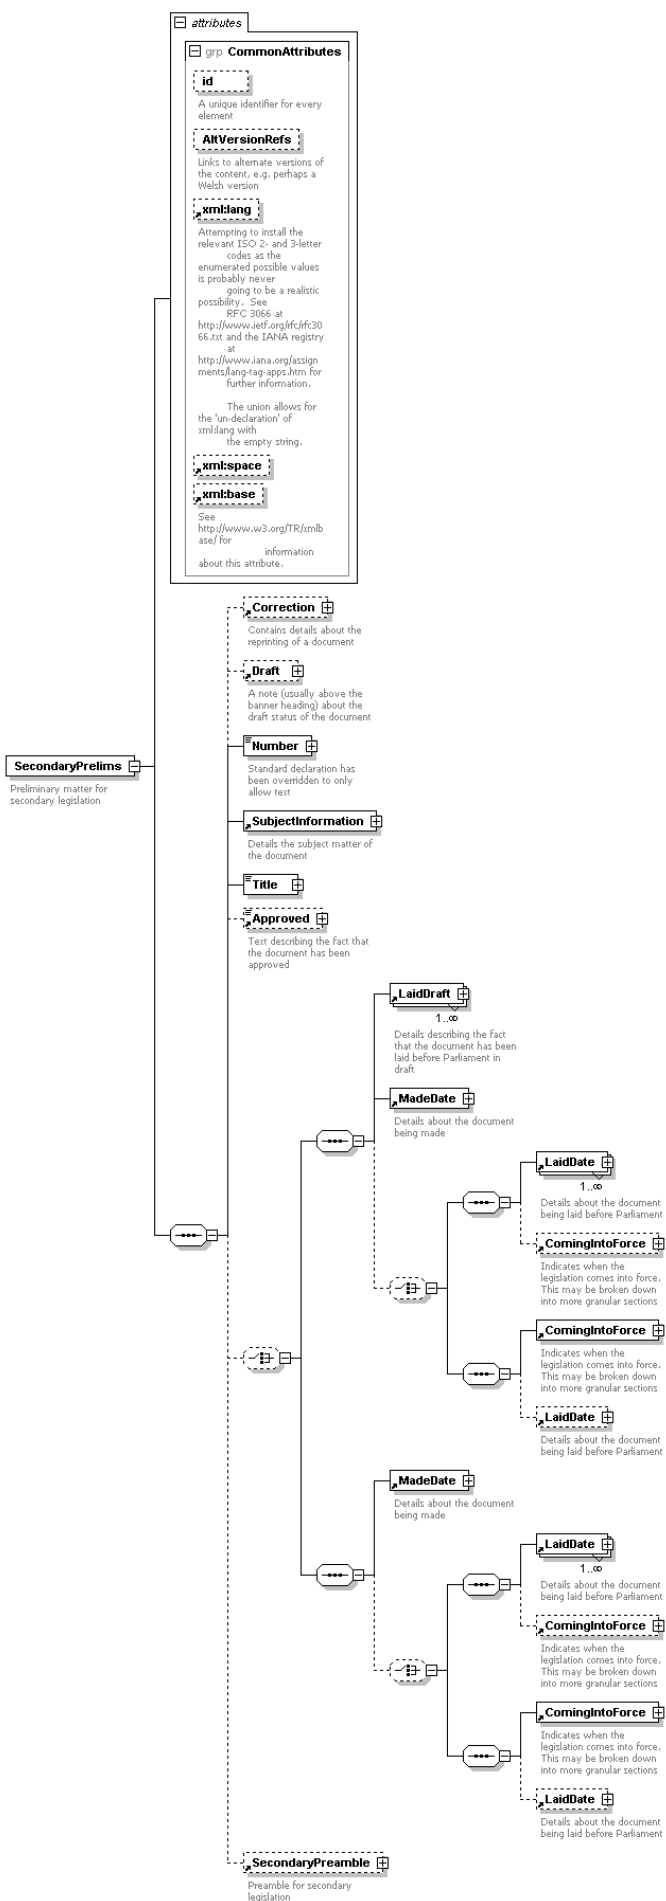 attributes
grp CommonAttributes
id
A unique identifier for every
element
AltVersionRefs
Links to alternate versions of
the content, e.g. perhaps a
Welsh version
xml:lang
Attempting to install the
relevant ISO 2- and 3-letter
codes as the
enumerated possible values
is probably never
going to be a realistic
possibility. See
RFC 3066 at
http://www.ietf.org/rfc/rfc30
66.txt and the IANA registry
at
http://www.iana.org/assign
ments/lang-tag-apps.htm for
further information.
The union allows for
the 'un-declaration' of
xml:lang with
the empty string.
xml:space
xml:base
See
http://www.w3.org/TR/xmlb
ase/ for
information
about this attribute.
Correction
Contains details about the
reprinting of a document
Draft
A note (usually above the
banner heading) about the
draft status of the document
SecondaryPrelims
Preliminary matter for
secondary legislation
Number
Standard declaration has
been overridden to only
allow text
SubjectInformation
Details the subject matter of
the document
Title
Approved
Text describing the fact that
the document has been
approved
LaidDraft
1..∞
Details describing the fact
that the document has been
laid before Parliament in
draft
MadeDate
Details about the document
being made
LaidDate
1..∞
Details about the document
being laid before Parliament
ComingIntoForce
Indicates when the
legislation comes into force.
This may be broken down
into more granular sections
ComingIntoForce
Indicates when the
legislation comes into force.
This may be broken down
into more granular sections
LaidDate
Details about the document
being laid before Parliament
MadeDate
Details about the document
being made
LaidDate
1..∞
Details about the document
being laid before Parliament
ComingIntoForce
Indicates when the
legislation comes into force.
This may be broken down
into more granular sections
ComingIntoForce
Indicates when the
legislation comes into force.
This may be broken down
into more granular sections
LaidDate
Details about the document
being laid before Parliament
SecondaryPreamble
Preamble for secondary
legislation